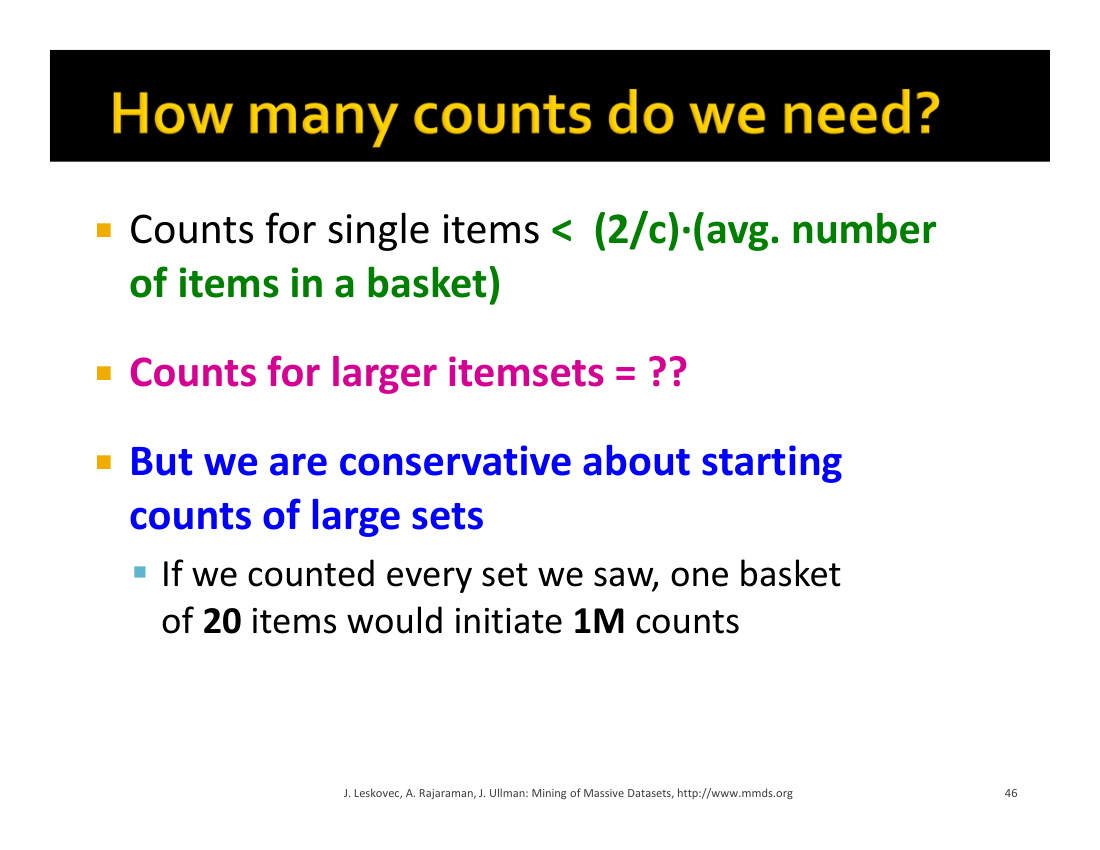 How many counts do we need?
Counts for single items < (2/c)·(avg. number
of items in a basket)
Counts for larger itemsets = ??
But we are conservative about starting
counts of large sets
If we counted every set we saw, one basket
of 20 items would initiate 1M counts
J. Leskovec, A. Rajaraman, J. Ullman: Mining of Massive Datasets, http://www.mmds.org
46